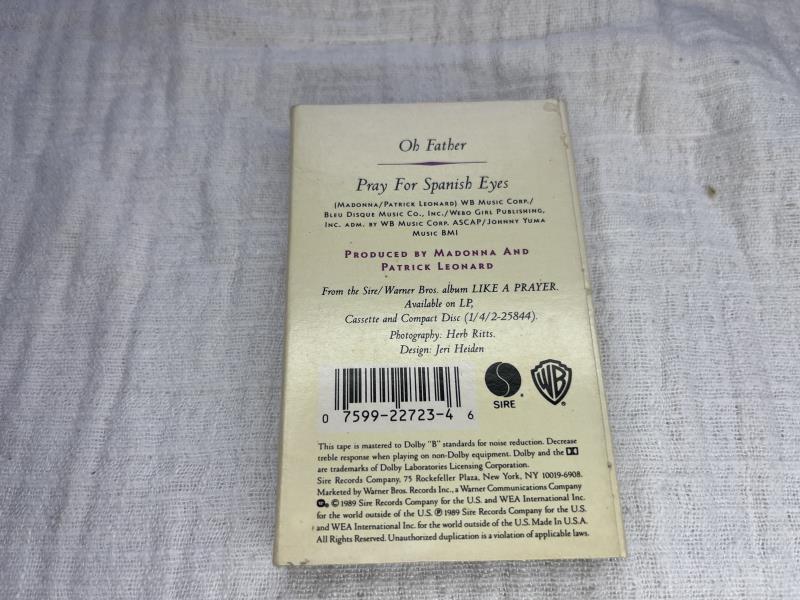 Oh Father
Pray For Spanish Eyes
(Madonna/Patrick Leonard) WB Music Corp./
Bleu Disque Music Co., Inc./Webo Girl Publishing,
Inc. adm. by WB Music Corp. ASCAP/Johnny Yuma
Music BMI
Produced by Madonna And
Patrick Leonard
From the Sire/Warner Bros. album LIKE A PRAYER.
Available on LP,
Cassette and Compact Disc (1/4/2-25844).
Photography: Herb Ritts.
Design: Jeri Heiden
SIRE
WB
0 7599-22723-4 6
This tape is mastered to Dolby "B" standards for noise reduction. Decrease
treble response when playing on non-Dolby equipment. Dolby and the
are trademarks of Dolby Laboratories Licensing Corporation.
Sire Records Company, 75 Rockefeller Plaza, New York, NY 10019-6908.
Marketed by Warner Bros. Records Inc., a Warner Communications Company
© 1989 Sire Records Company for the U.S. and WEA International Inc.
for the world outside of the U.S. ℗ 1989 Sire Records Company for the U.S.
and WEA International Inc. for the world outside of the U.S. Made In U.S.A.
All Rights Reserved. Unauthorized duplication is a violation of applicable laws.